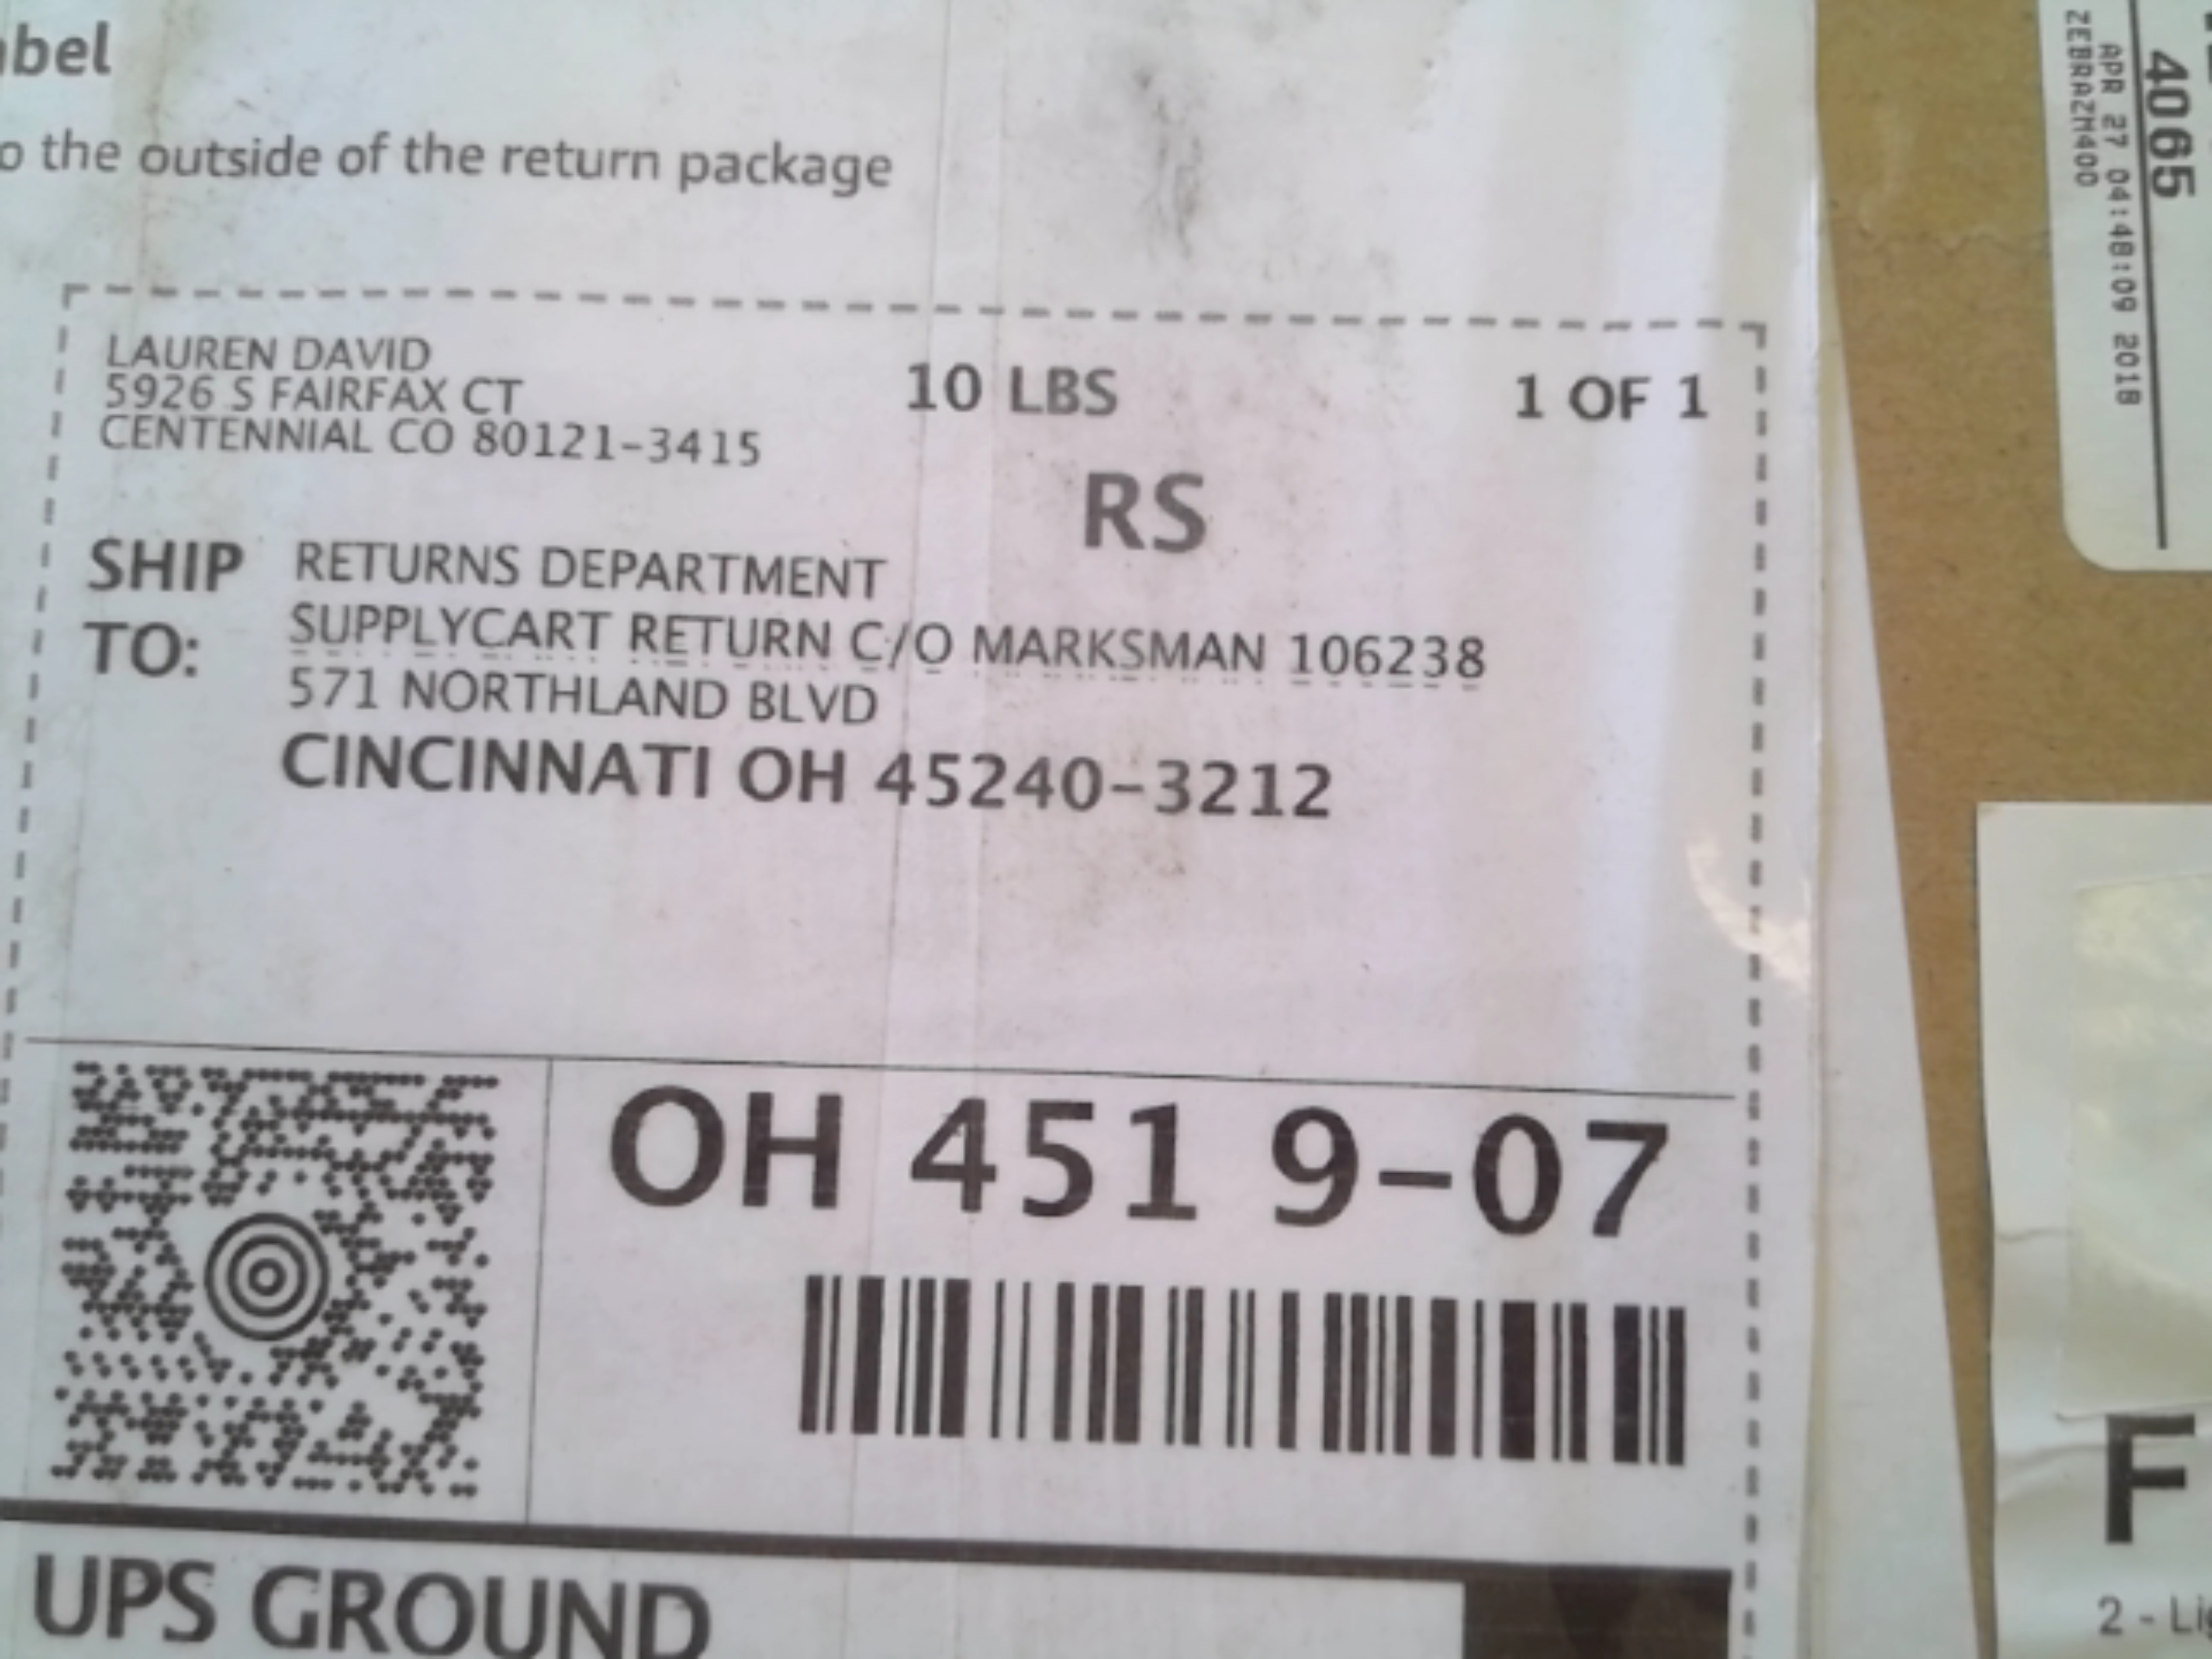 o the outside of the return package
LAUREN DAVID
5926 S FAIRFAX CT
CENTENNIAL CO 80121-3415
10 LBS
1 OF 1
RS
SHIP TO:
RETURNS DEPARTMENT
SUPPLYCART RETURN C/O MARKSMAN 106238
571 NORTHLAND BLVD
CINCINNATI OH 45240-3212
OH 451 9-07
UPS GROUND
4065
APR 27 04:48:09 2018
ZEBRAZM400
F
2 - Li